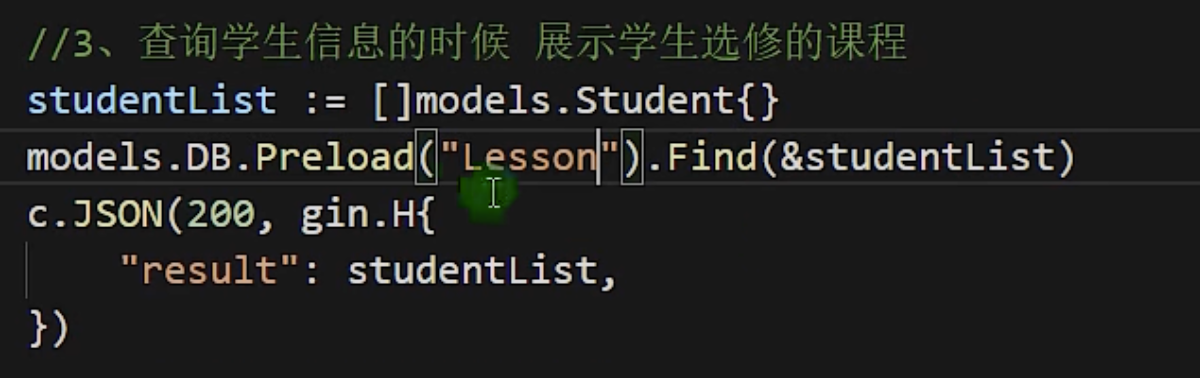 //3、查询学生信息的时候 展示学生选修的课程
studentList := []models.Student{}
models.DB.Preload("Lesson").Find(&studentList)
c.JSON(200, gin.H{
    "result": studentList,
})